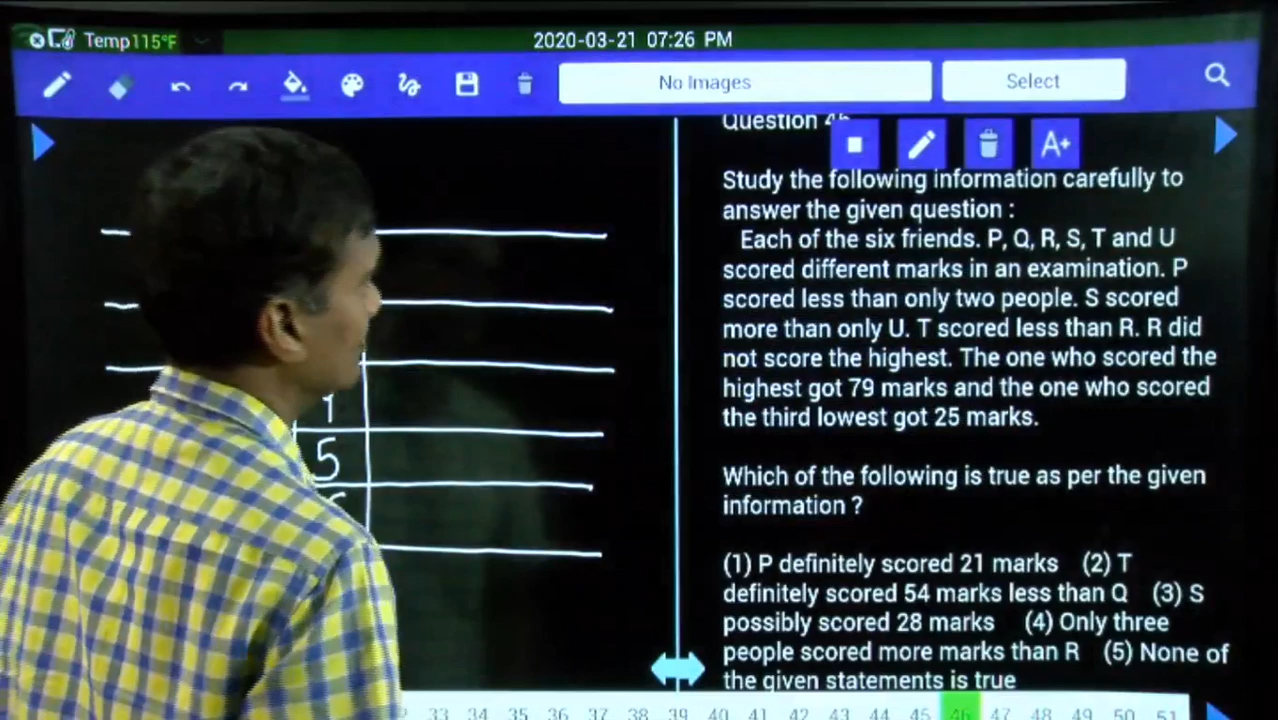 Temp115°F
2020-03-21 07:26 PM
No Images
Select
Question
A+
Study the following information carefully to
answer the given question :
Each of the six friends. P, Q, R, S, T and U
scored different marks in an examination. P
scored less than only two people. S scored
more than only U. T scored less than R. R did
not score the highest. The one who scored the
highest got 79 marks and the one who scored
the third lowest got 25 marks.
Which of the following is true as per the given
information ?
(1) P definitely scored 21 marks (2) T
definitely scored 54 marks less than Q (3) S
possibly scored 28 marks (4) Only three
people scored more marks than R (5) None of
the given statements is true
5
33 34 35 36 37 38 39 40 41 42 43 44 45 46 47 48 49 50 51